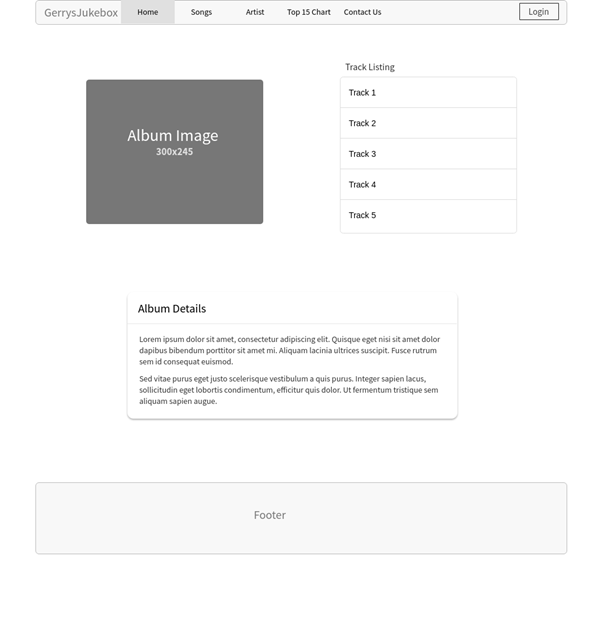 GerrysJukebox Home Songs Artist Top 15 Chart Contact Us Login
Track Listing
Album Image
300x245
Track 1
Track 2
Track 3
Track 4
Track 5
Album Details
Lorem ipsum dolor sit amet, consectetur adipiscing elit. Quisque eget nisi sit amet dolor
dapibus bibendum porttitor sit amet mi. Aliquam lacinia ultrices suscipit. Fusce rutrum
sem id consequat euismod.
Sed vitae purus eget justo scelerisque vestibulum a quis purus. Integer sapien lacus,
sollicitudin eget lobortis condimentum, efficitur quis dolor. Ut fermentum tristique sem
aliquam sapien augue.
Footer